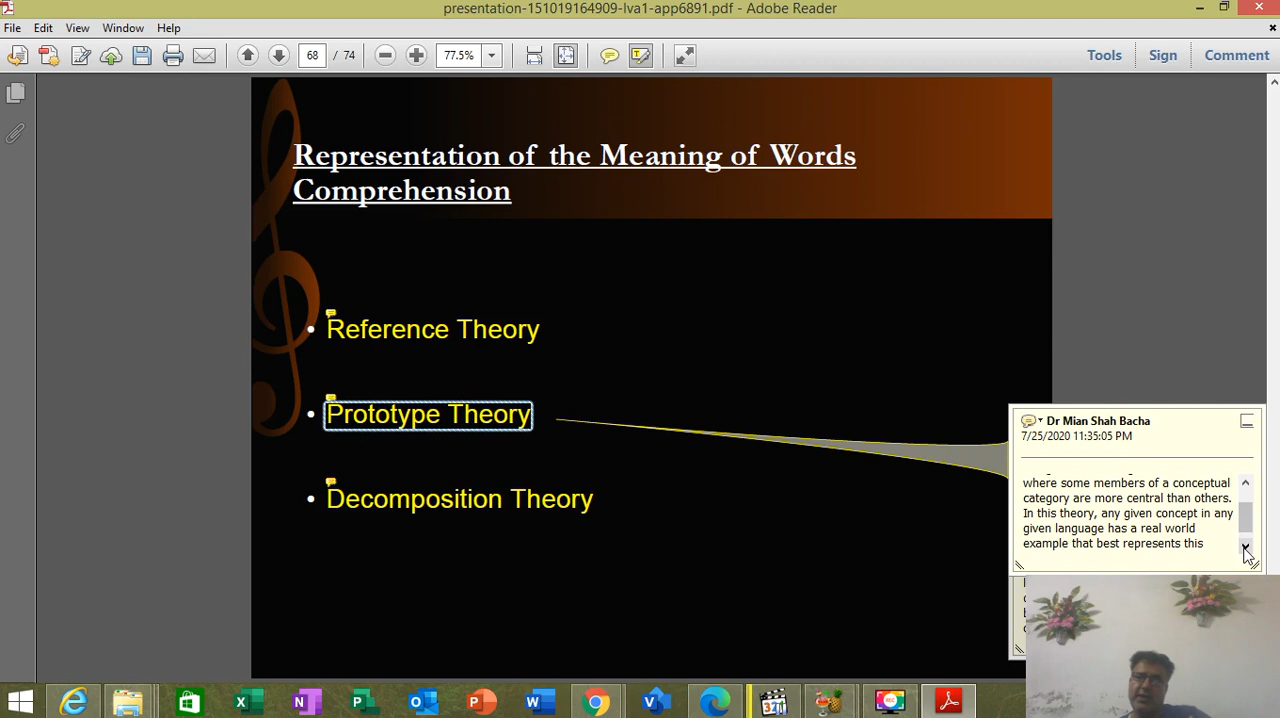 presentation-151019164909-lva1-app6891.pdf - Adobe Reader
File Edit View Window Help
68 / 74 77.5% Tools Sign Comment
Representation of the Meaning of Words
Comprehension
• Reference Theory
• Prototype Theory
• Decomposition Theory
Dr Mian Shah Bacha
7/25/2020 11:35:05 PM
where some members of a conceptual
category are more central than others.
In this theory, any given concept in any
given language has a real world
example that best represents this